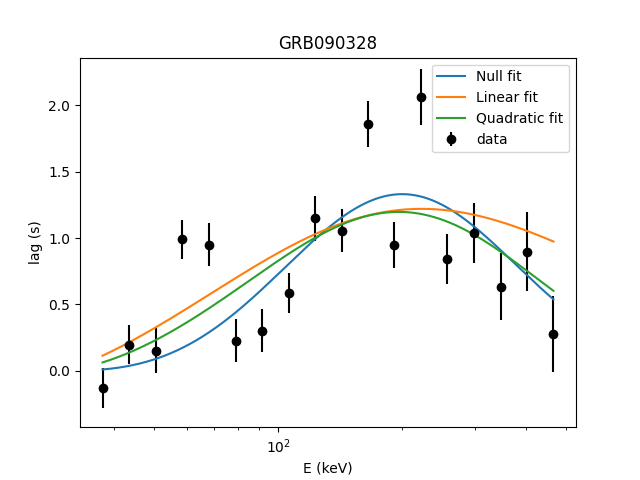 GRB090328
Null fit
Linear fit
Quadratic fit
data
lag (s)
2.0
1.5
1.0
0.5
0.0
10²
E (keV)